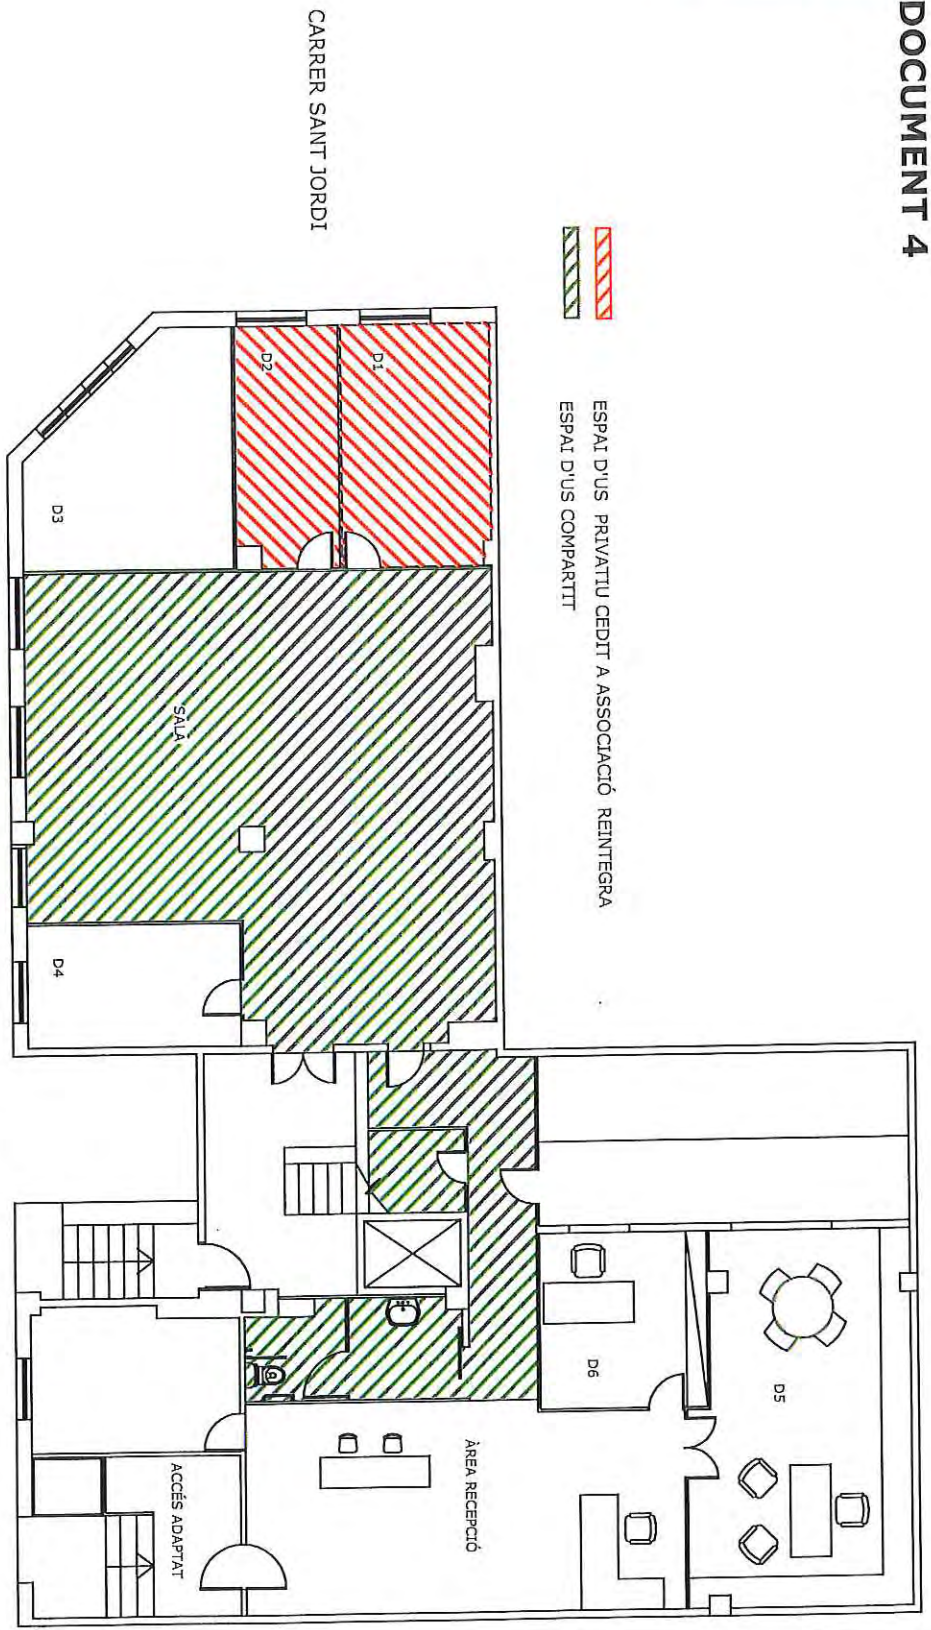 DOCUMENT 4
ESPAI D'US PRIVATIU CEDIT A ASSOCIACIÓ REINTEGRA
ESPAI D'US COMPARTIT
CARRER SANT JORDI
D1
D2
D3
SALA
D4
D5
D6
ÀREA RECEPCIÓ
ACCÉS ADAPTAT